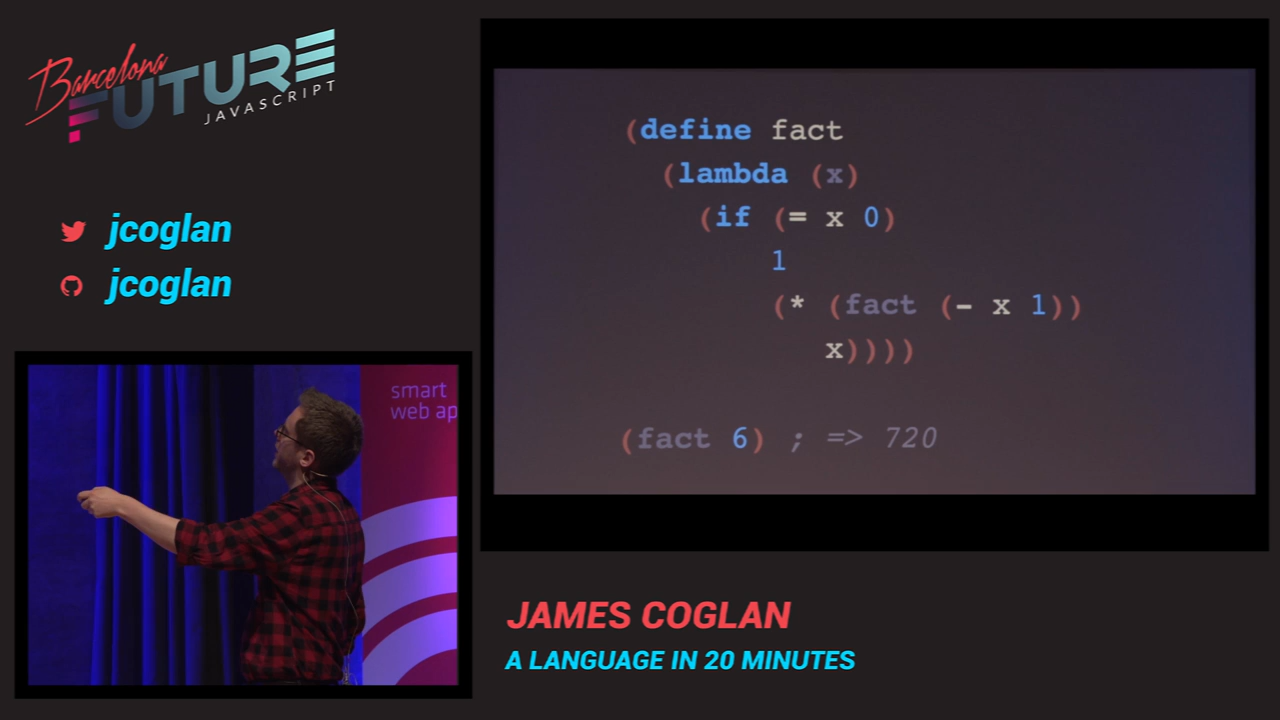 Barcelona
FUTURE
JAVASCRIPT
jcoglan
jcoglan
smart
web ap
(define fact
(lambda (x)
(if (= x 0)
1
(* (fact (- x 1))
x))))
(fact 6) ; => 720
JAMES COGLAN
A LANGUAGE IN 20 MINUTES